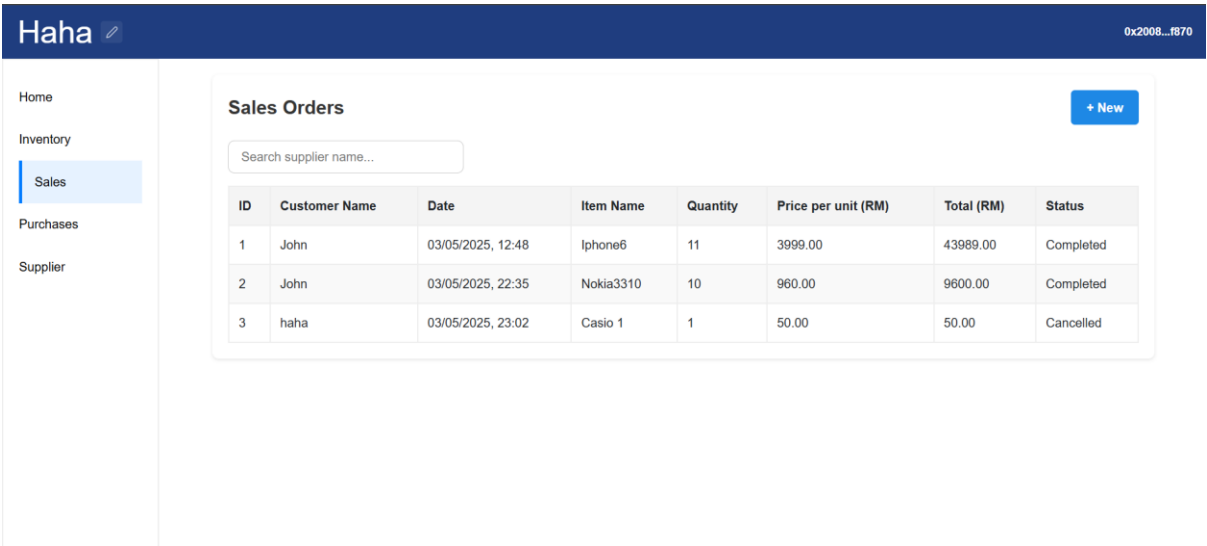 Haha
0x2008...f870
Home
Inventory
Sales
Purchases
Supplier
Sales Orders
+ New
Search supplier name...
ID Customer Name Date Item Name Quantity Price per unit (RM) Total (RM) Status
1 John 03/05/2025, 12:48 Iphone6 11 3999.00 43989.00 Completed
2 John 03/05/2025, 22:35 Nokia3310 10 960.00 9600.00 Completed
3 haha 03/05/2025, 23:02 Casio 1 1 50.00 50.00 Cancelled